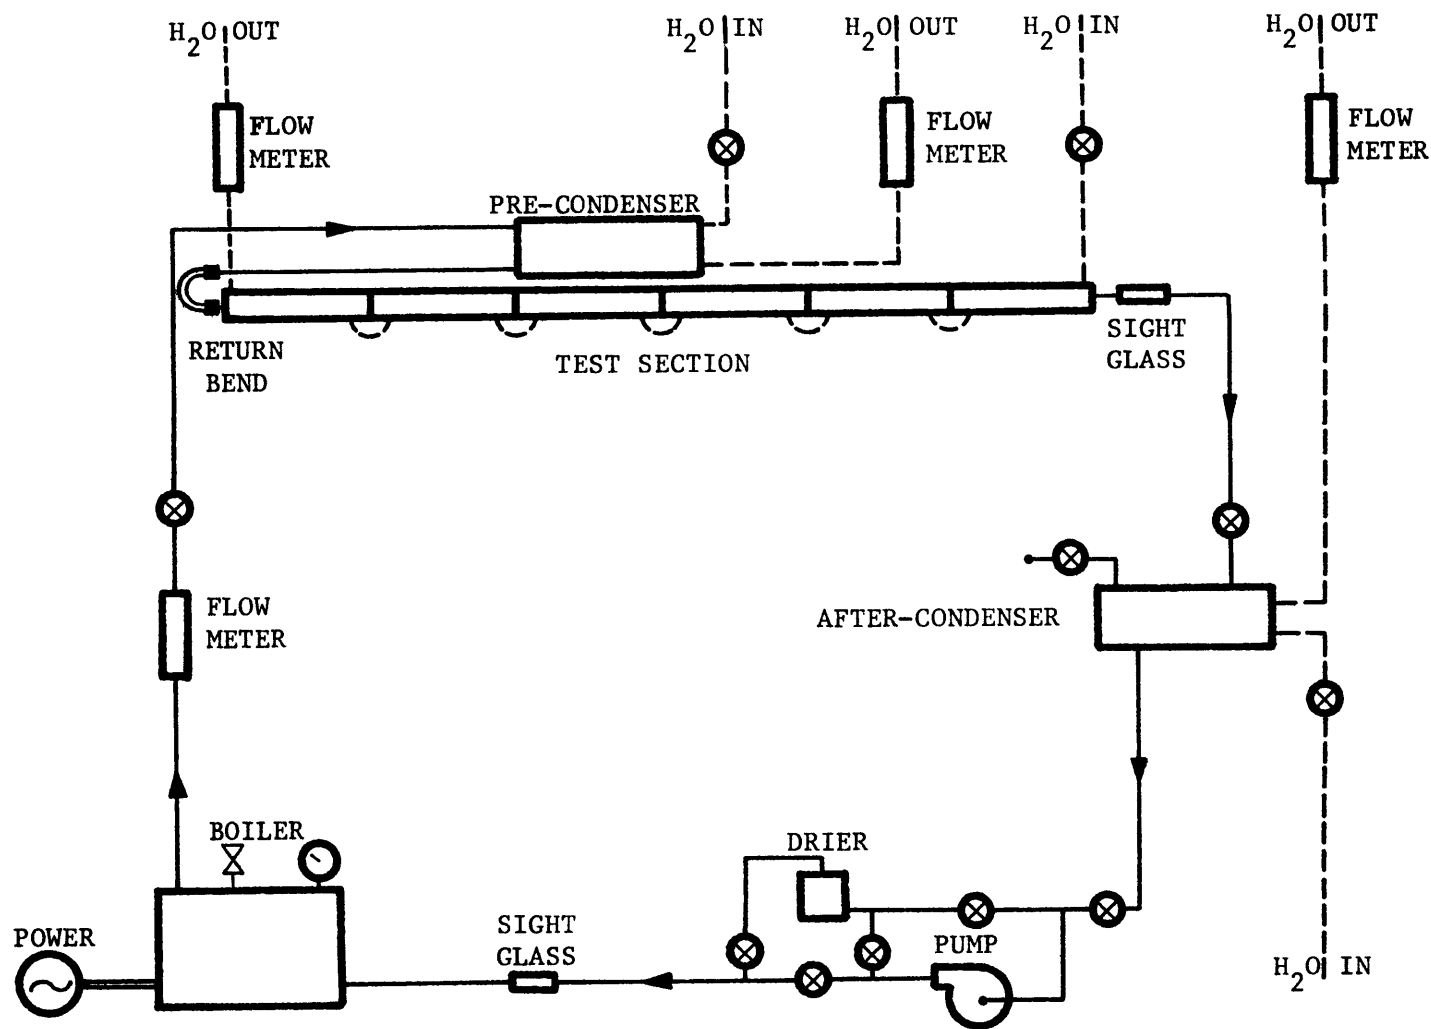 H2O OUT
H2O IN
H2O OUT
H2O IN
H2O OUT
FLOW
METER
FLOW
METER
FLOW
METER
PRE-CONDENSER
RETURN
BEND
TEST SECTION
SIGHT
GLASS
FLOW
METER
AFTER-CONDENSER
BOILER
DRIER
POWER
SIGHT
GLASS
PUMP
H2O IN